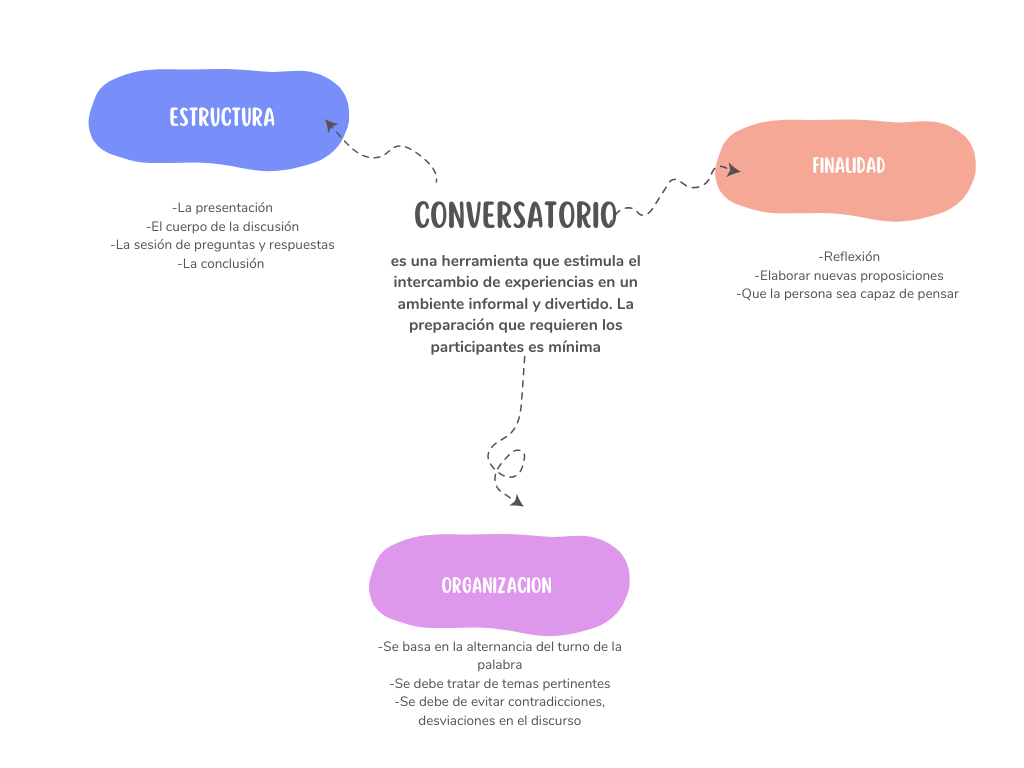 ESTRUCTURA
-La presentación
-El cuerpo de la discusión
-La sesión de preguntas y respuestas
-La conclusión
CONVERSATORIO
es una herramienta que estimula el
intercambio de experiencias en un
ambiente informal y divertido. La
preparación que requieren los
participantes es mínima
FINALIDAD
-Reflexión
-Elaborar nuevas proposiciones
-Que la persona sea capaz de pensar
ORGANIZACION
-Se basa en la alternancia del turno de la
palabra
-Se debe tratar de temas pertinentes
-Se debe de evitar contradicciones,
desviaciones en el discurso